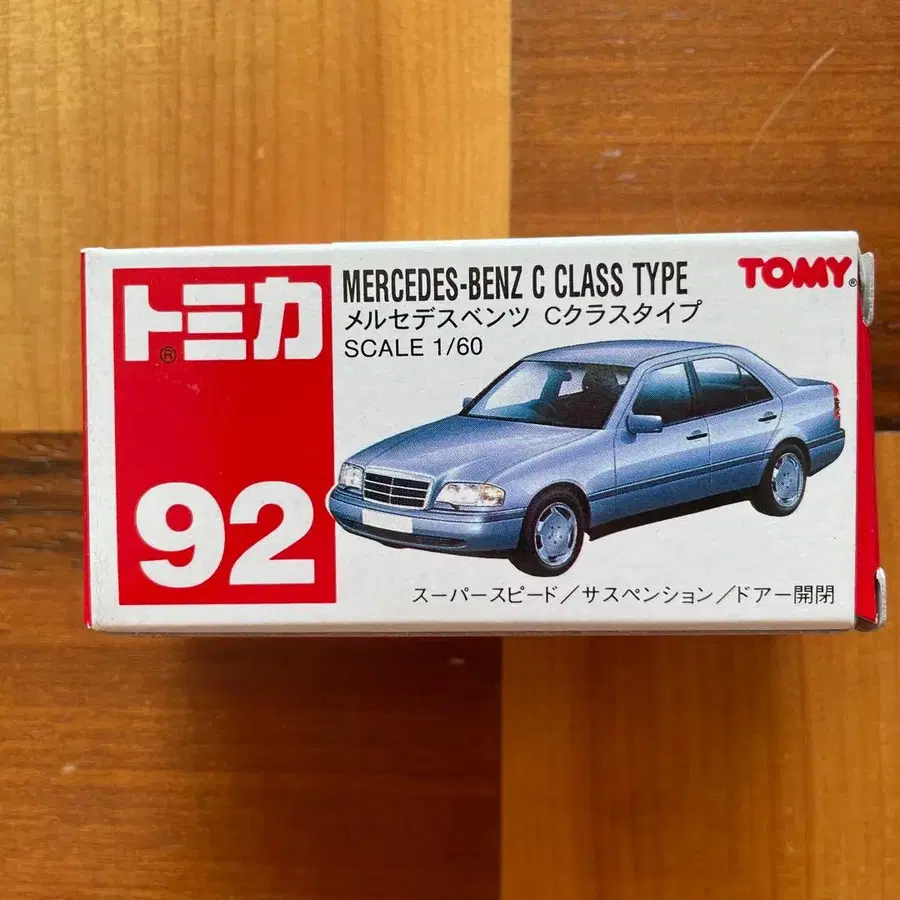 トミカ®
92
MERCEDES-BENZ C CLASS TYPE
メルセデスベンツ Cクラスタイプ
SCALE 1/60
TOMY®
スーパースピード/サスペンション/ドアー開閉